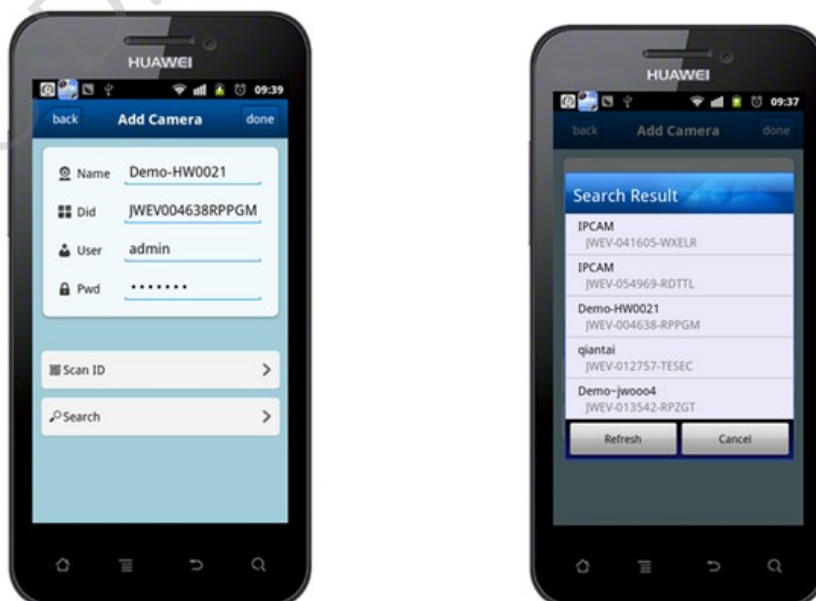 HUAWEI
09:39
back Add Camera done
Name Demo-HW0021
Did JWEV004638RPPGM
User admin
Pwd •••••••
Scan ID
Search
HUAWEI
09:37
back Add Camera done
Search Result
IPCAM
JWEV-041605-WXELR
IPCAM
JWEV-054969-RDTTL
Demo-HW0021
JWEV-004638-RPPGM
qiantai
JWEV-012757-TESEC
Demo~jwooo4
JWEV-013542-RPZGT
Refresh Cancel